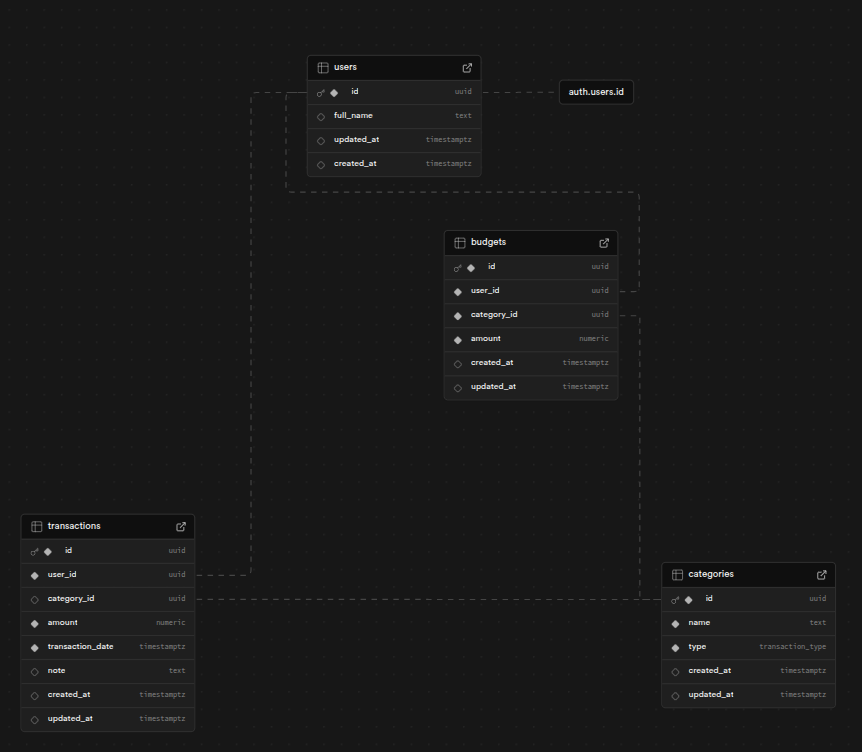 users
id uuid
auth.users.id
full_name text
updated_at timestamptz
created_at timestamptz
budgets
id uuid
user_id uuid
category_id uuid
amount numeric
created_at timestamptz
updated_at timestamptz
transactions
id uuid
user_id uuid
category_id uuid
amount numeric
transaction_date timestamptz
note text
created_at timestamptz
updated_at timestamptz
categories
id uuid
name text
type transaction_type
created_at timestamptz
updated_at timestamptz